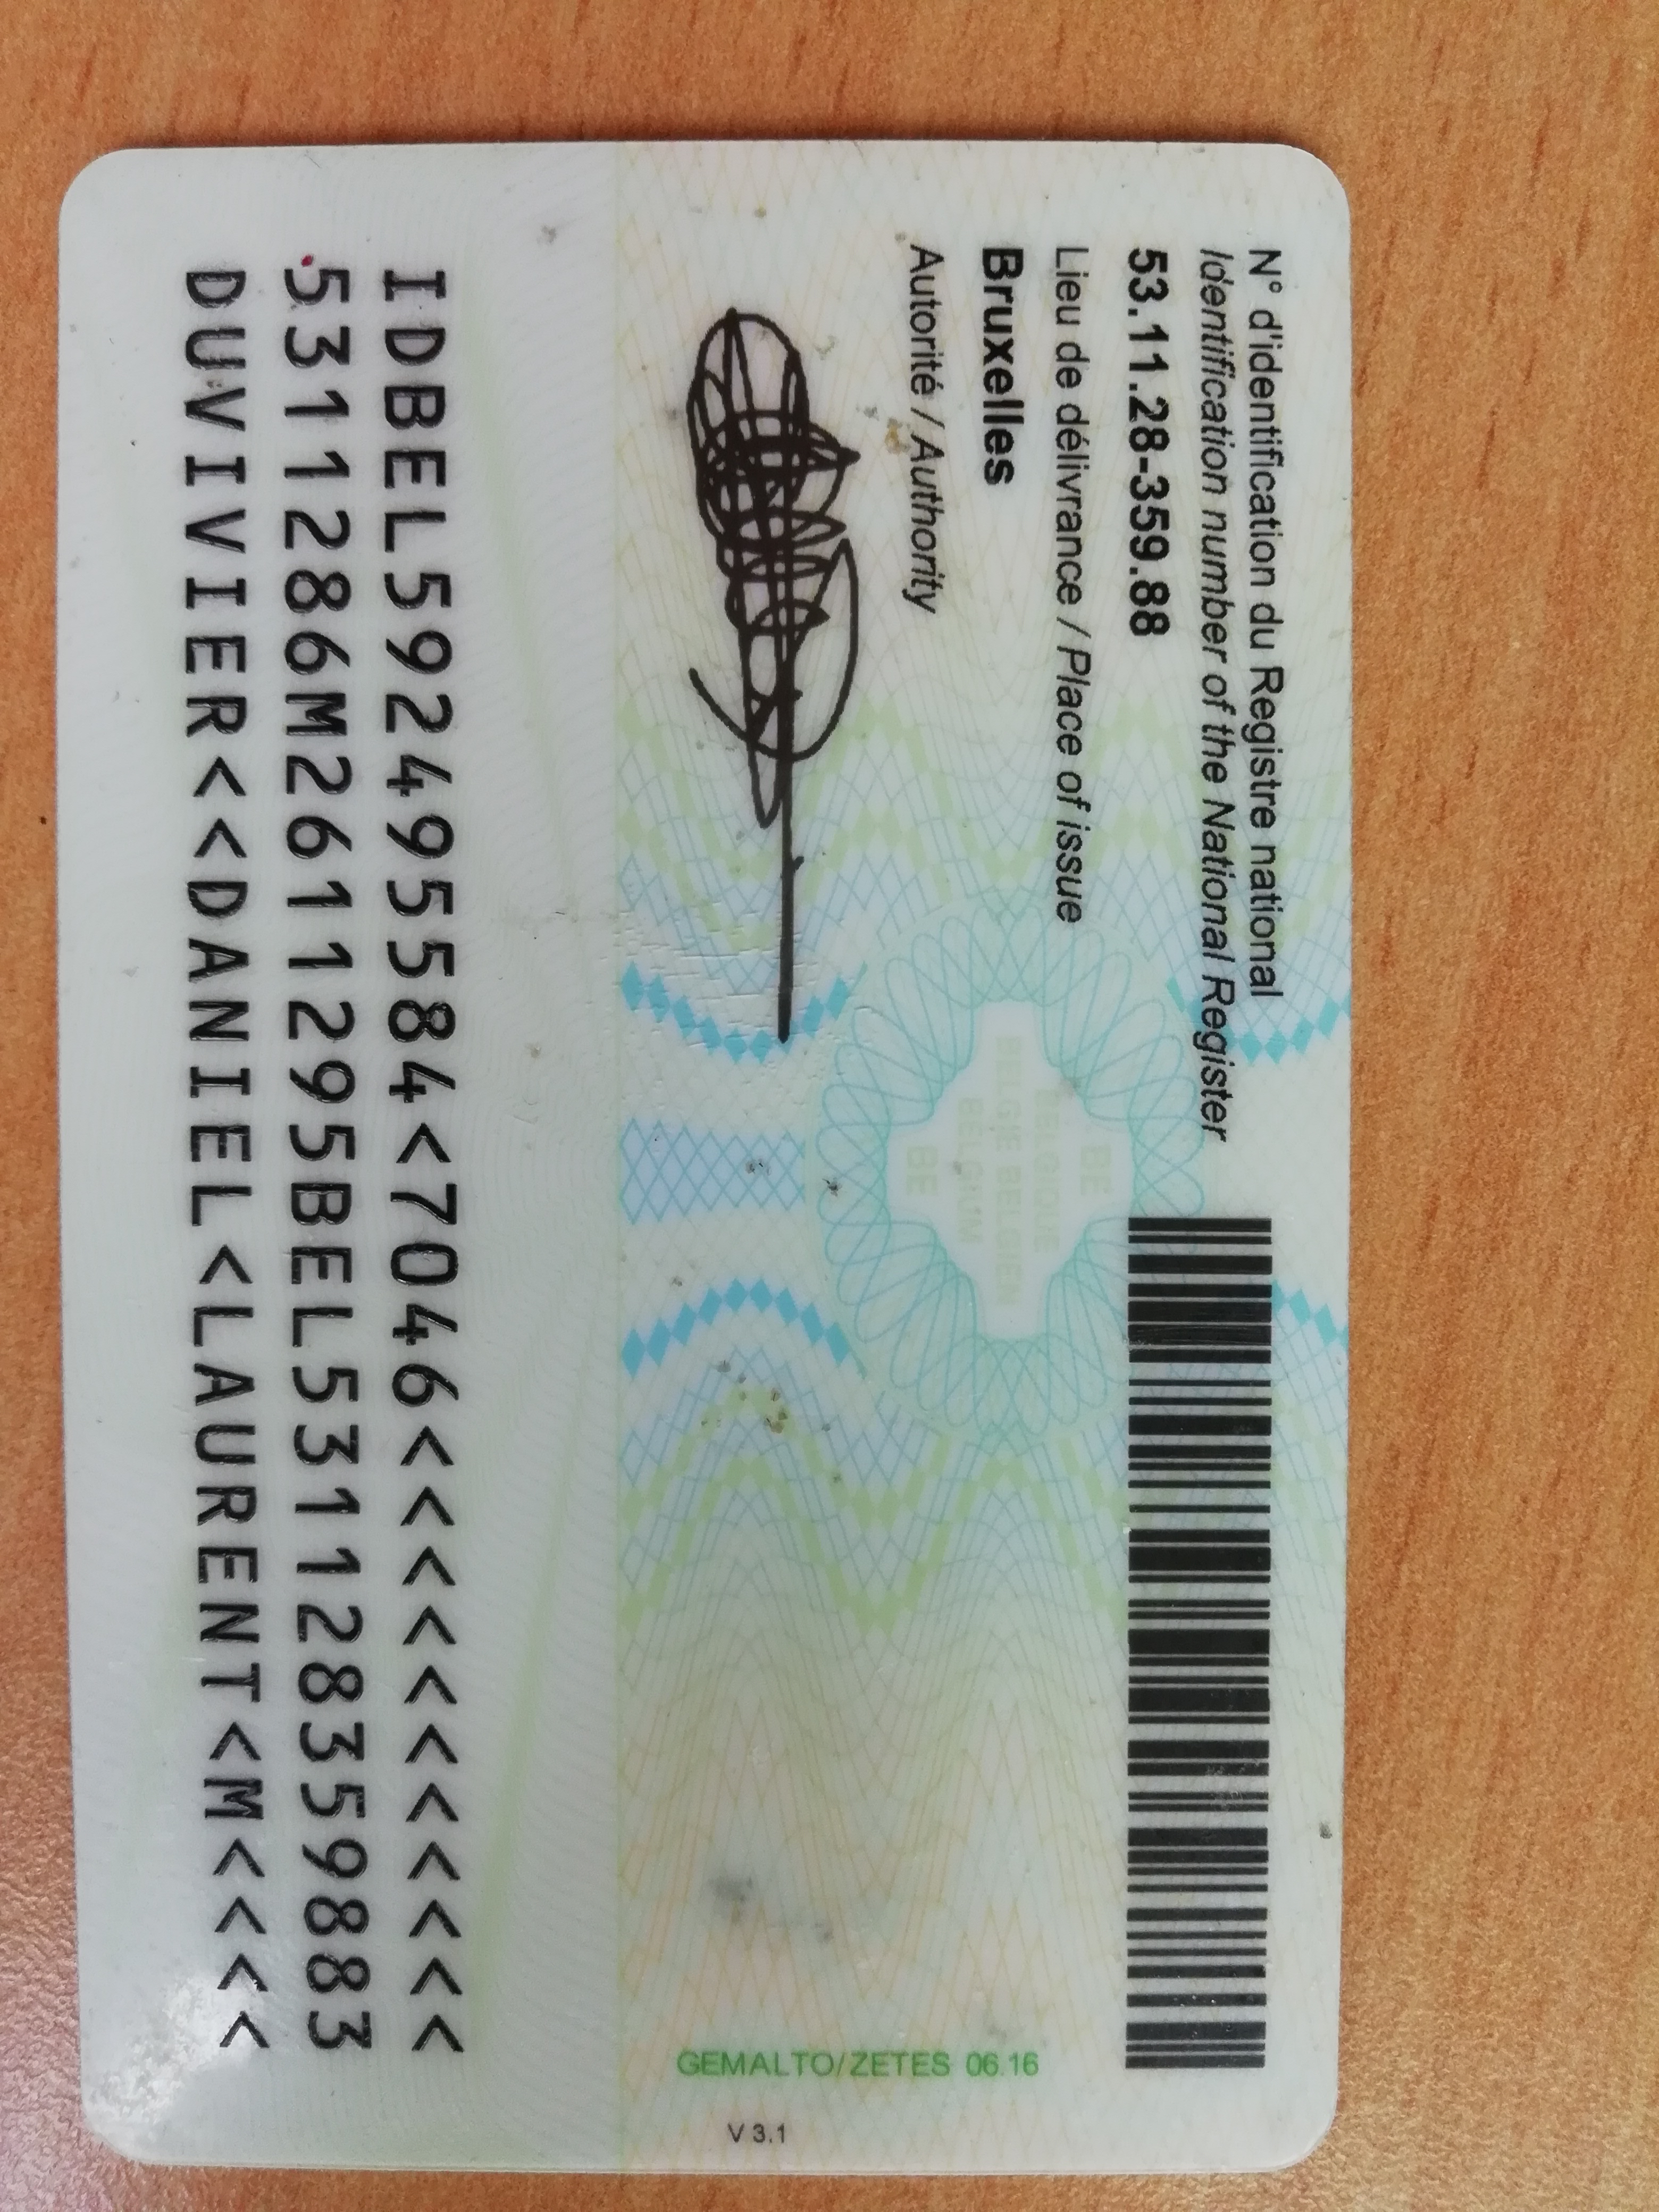 N° d'identification du Registre national
Identification number of the National Register
53.11.28-359.88
Lieu de délivrance / Place of issue
Bruxelles
Autorité / Authority
BE
BELGIQUE
BELGIE BELGIEN
BELGIUM
BE
GEMALTO/ZETES 06.16
V 3.1
IDBEL592495584<7046<<<<<<<<<<<
5311286M2611295BEL531128359883
DUVIVIER<<DANIEL<LAURENT<M<<<<